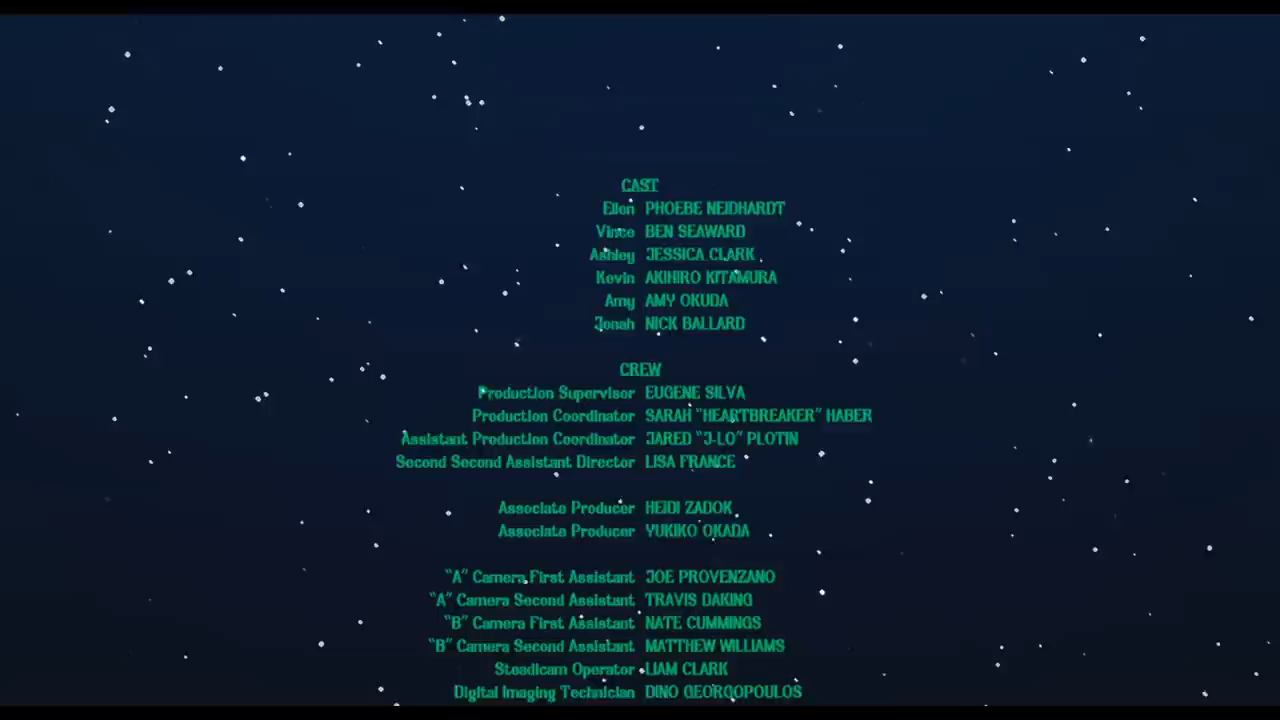 CAST
Ellen PHOEBE NEIDHARDT
Vince BEN SEAWARD
Ashley JESSICA CLARK
Kevin AKIHIRO KITAMURA
Amy AMY OKUDA
Jonah NICK BALLARD
CREW
Production Supervisor EUGENE SILVA
Production Coordinator SARAH "HEARTBREAKER" HABER
Assistant Production Coordinator JARED "J-LO" PLOTIN
Second Second Assistant Director LISA FRANCE
Associate Producer HEIDI ZADOK
Associate Producer YUKIKO OKADA
"A" Camera First Assistant JOE PROVENZANO
"A" Camera Second Assistant TRAVIS DAKING
"B" Camera First Assistant NATE CUMMINGS
"B" Camera Second Assistant MATTHEW WILLIAMS
Steadicam Operator LIAM CLARK
Digital Imaging Technician DINO GEORGOPOULOS